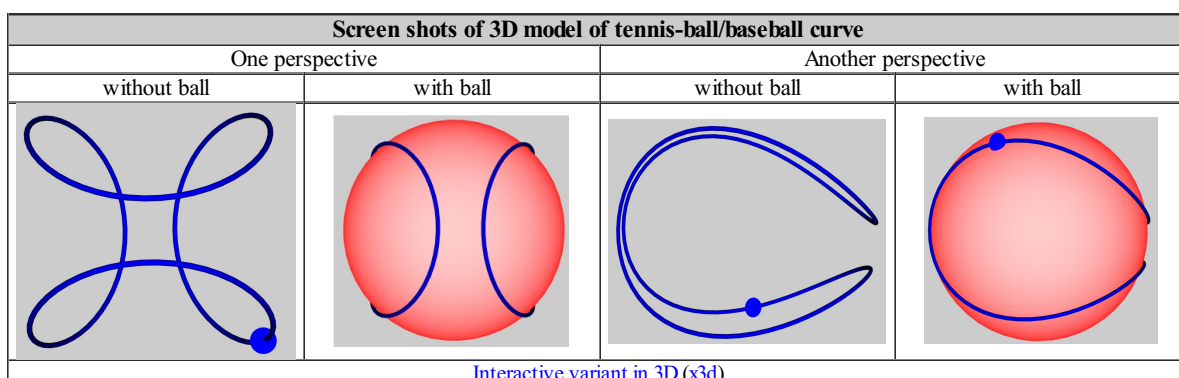 Screen shots of 3D model of tennis-ball/baseball curve
One perspective Another perspective
without ball with ball without ball with ball
Interactive variant in 3D (x3d)